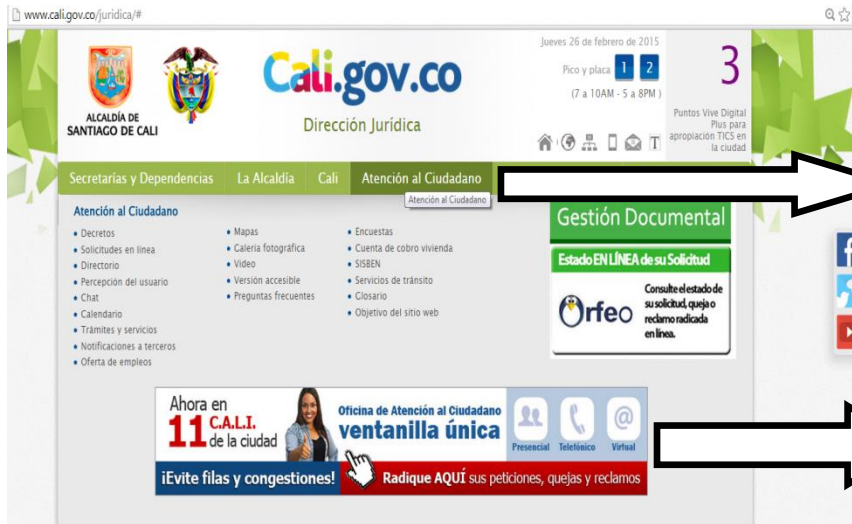 www.cali.gov.co/juridica/#
ALCALDÍA DE
SANTIAGO DE CALI
Cali.gov.co
Dirección Jurídica
Jueves 26 de febrero de 2015
Pico y placa 1 2
(7 a 10AM - 5 a 8PM )
3
Puntos Vive Digital
Plus para
apropiación TICS en
la ciudad
T
Secretarías y Dependencias La Alcaldía Cali Atención al Ciudadano
Atención al Ciudadano
Atención al Ciudadano
• Decretos
• Solicitudes en línea
• Directorio
• Percepción del usuario
• Chat
• Calendario
• Trámites y servicios
• Notificaciones a terceros
• Oferta de empleos
• Mapas
• Galería fotográfica
• Video
• Versión accesible
• Preguntas frecuentes
• Encuestas
• Cuenta de cobro vivienda
• SISBEN
• Servicios de tránsito
• Glosario
• Objetivo del sitio web
Gestión Documental
Estado EN LÍNEA de su Solicitud
Orfeo
Consulte el estado de
su solicitud, queja o
reclamo radicada
en línea.
Ahora en
11 C.A.L.I.
de la ciudad
Oficina de Atención al Ciudadano
ventanilla única
Presencial Telefónico Virtual
¡Evite filas y congestiones!
Radique AQUÍ sus peticiones, quejas y reclamos